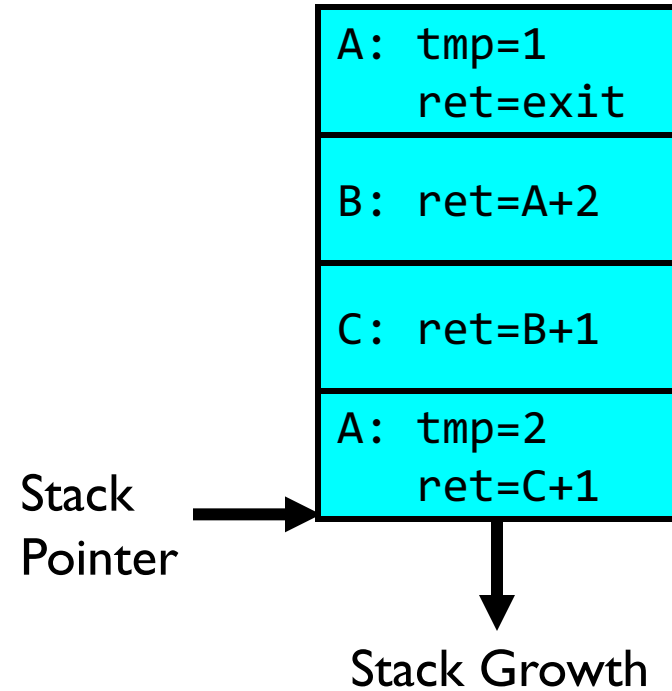 A: tmp=1
ret=exit
B: ret=A+2
C: ret=B+1
A: tmp=2
ret=C+1
Stack
Pointer
Stack Growth